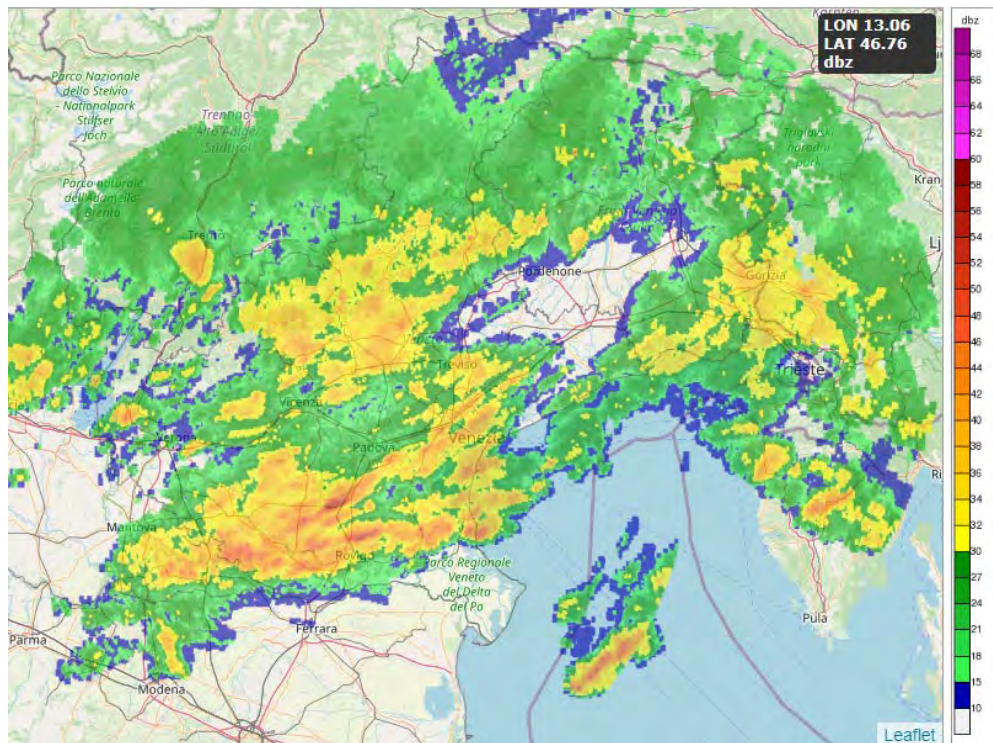 Kärnten
LON 13.06
LAT 46.76
dbz
dbz
68
64
60
58
56
54
52
50
48
46
44
42
40
38
36
34
32
30
27
24
21
18
15
10
Parco Nazionale
dello Stelvio
- Nationalpark
Stilfser
Joch
Trentino-
Alto Adige/
Südtirol
Triglavski
narodni
park
Kranj
Parco naturale
dell'Adamello
Brenta
Trento
Lj
Pordenone
Gorizia
Treviso
Trieste
Vicenza
Verona
Padova
Venezia
Ri
Mantova
Rovigo
Parco Regionale
Veneto
del Delta
del Po
Pula
Ferrara
Parma
Modena
Leaflet